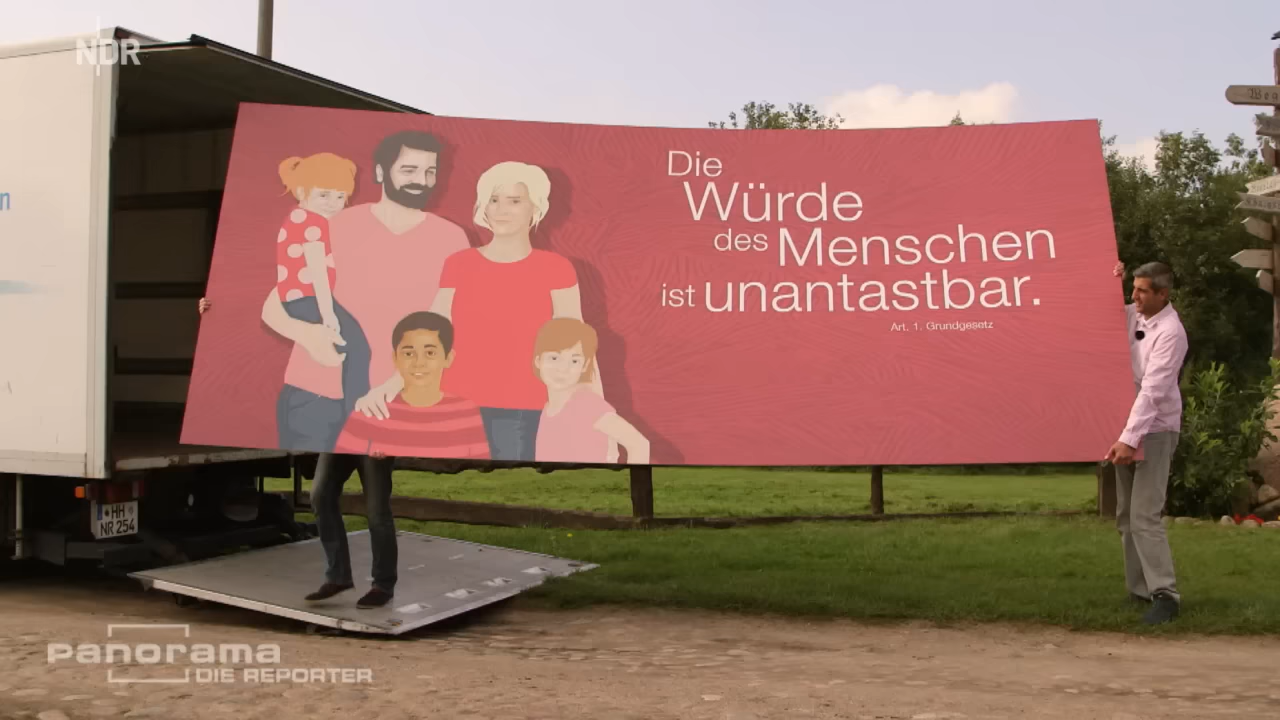 NDR
Die
Würde
des Menschen
ist unantastbar.
Art. 1. Grundgesetz
HH
NR 254
panorama
DIE REPORTER